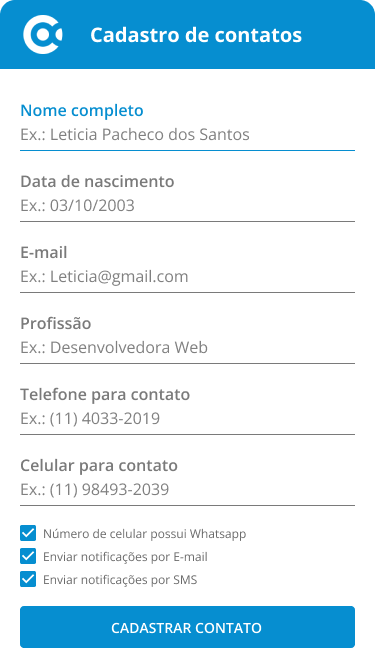 Cadastro de contatos
Nome completo
Ex.: Leticia Pacheco dos Santos
Data de nascimento
Ex.: 03/10/2003
E-mail
Ex.: Leticia@gmail.com
Profissão
Ex.: Desenvolvedora Web
Telefone para contato
Ex.: (11) 4033-2019
Celular para contato
Ex.: (11) 98493-2039
Número de celular possui Whatsapp
Enviar notificações por E-mail
Enviar notificações por SMS
CADASTRAR CONTATO